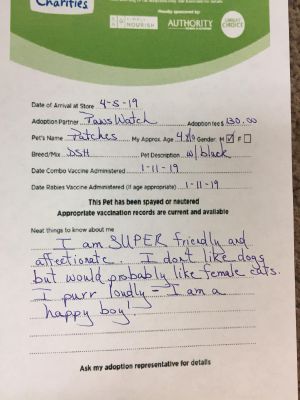 Charities
Proudly sponsored by:
SIMPLY NOURISH
AUTHORITY
GREAT CHOICE
Date of Arrival at Store 4-5-19
Adoption Partner Paws Watch Adoption fee $ 130.00
Pet's Name Patches My Approx. Age 4 y/o Gender: M ☑ F ☐
Breed/Mix DSH Pet Description w/black
Date Combo Vaccine Administered 1-11-19
Date Rabies Vaccine Administered (if age appropriate) 1-11-19
This Pet has been spayed or neutered
Appropriate vaccination records are current and available
Neat things to know about me
I am SUPER friendly and
affectionate. I don't like dogs
but would probably like female cats.
I purr loudly - I am a
happy boy!
Ask my adoption representative for details